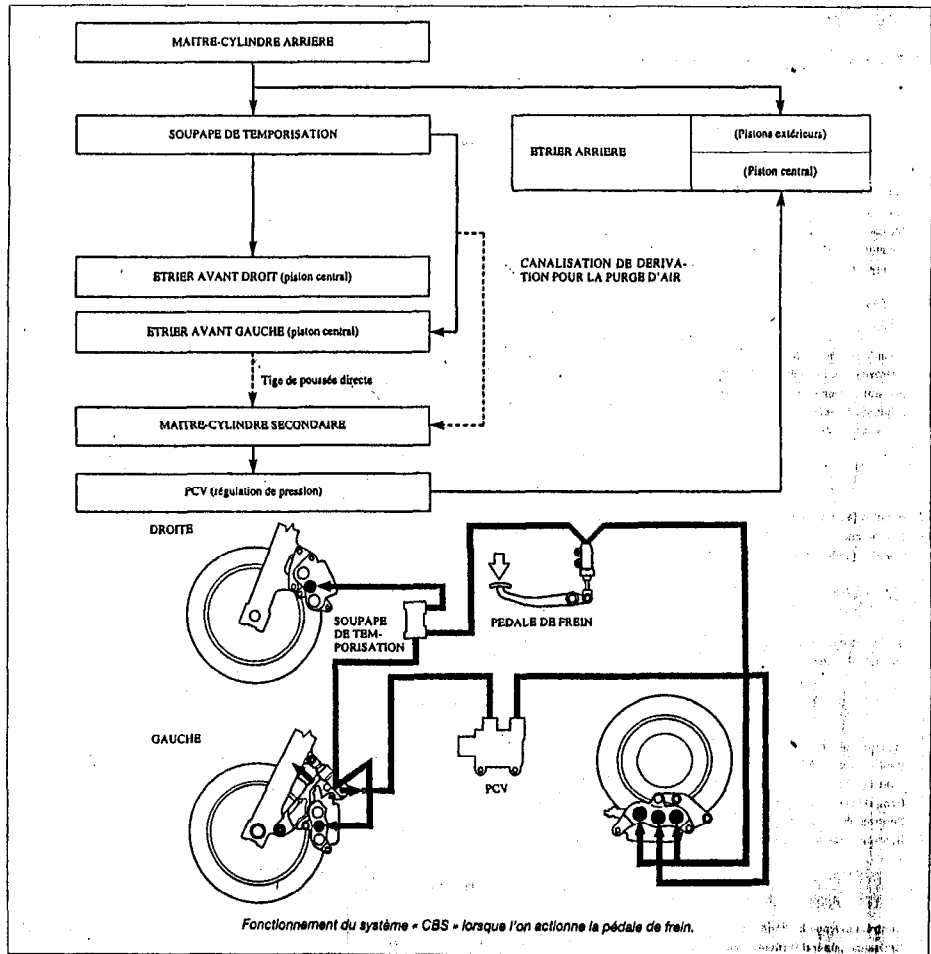 MAITRE-CYLINDRE ARRIERE
SOUPAPE DE TEMPORISATION
ETRIER ARRIERE
(Pistons extérieurs)
(Piston central)
CANALISATION DE DERIVA-
TION POUR LA PURGE D'AIR
ETRIER AVANT DROIT (piston central)
ETRIER AVANT GAUCHE (piston central)
Tige de poussée directe
MAITRE-CYLINDRE SECONDAIRE
PCV (régulation de pression)
DROITE
SOUPAPE
DE TEM-
PORISATION
PEDALE DE FREIN
GAUCHE
PCV
Fonctionnement du système « CBS » lorsque l'on actionne la pédale de frein.